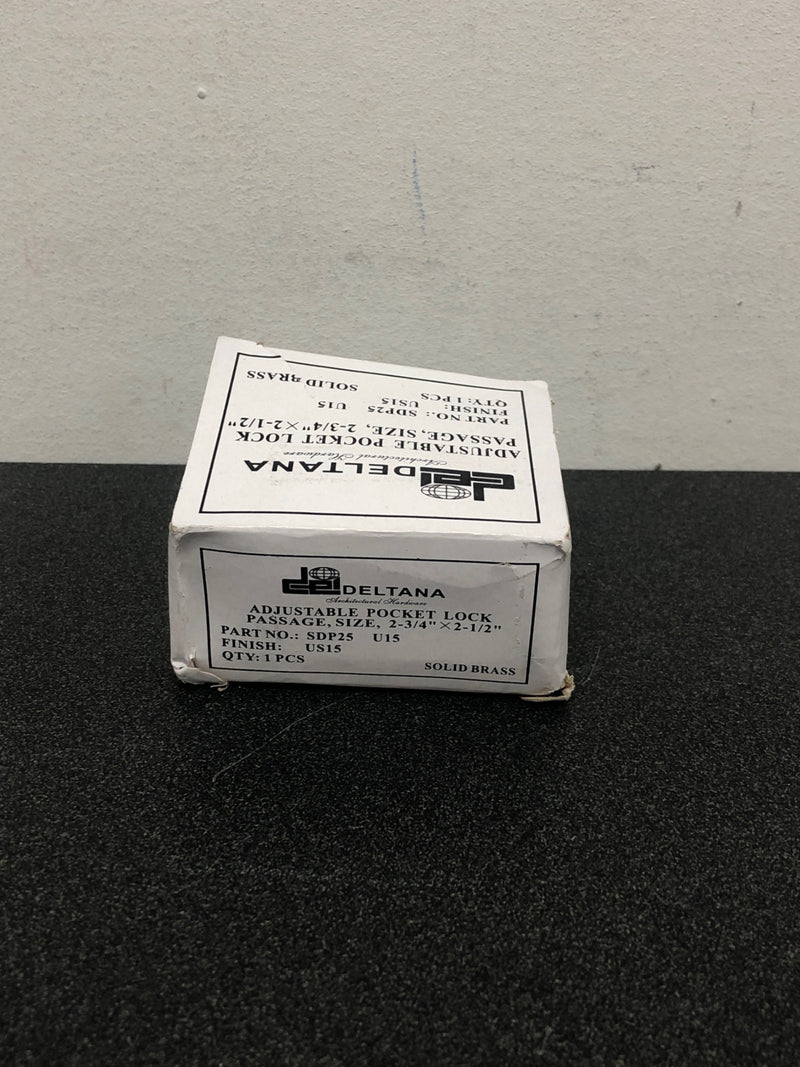 SOLID BRASS
QTY: 1 PCS
FINISH: US15
PART NO.: SDP25 U15
PASSAGE, SIZE, 2-3/4"×2-1/2"
ADJUSTABLE POCKET LOCK
Architectural Hardware
dei DELTANA
dei DELTANA
Architectural Hardware
ADJUSTABLE POCKET LOCK
PASSAGE, SIZE, 2-3/4"×2-1/2"
PART NO.: SDP25 U15
FINISH: US15
QTY: 1 PCS
SOLID BRASS